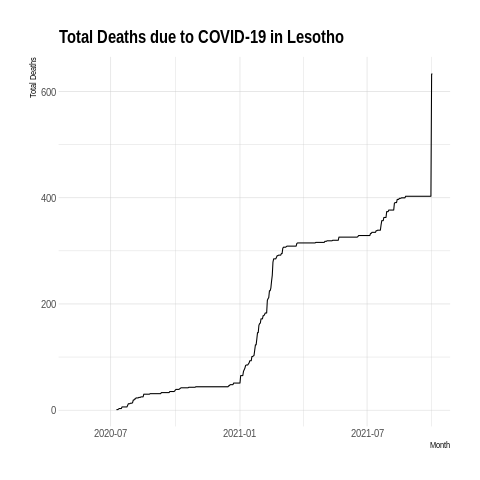 Total Deaths due to COVID-19 in Lesotho
Total Deaths
600
400
200
0
2020-07
2021-01
2021-07
Month